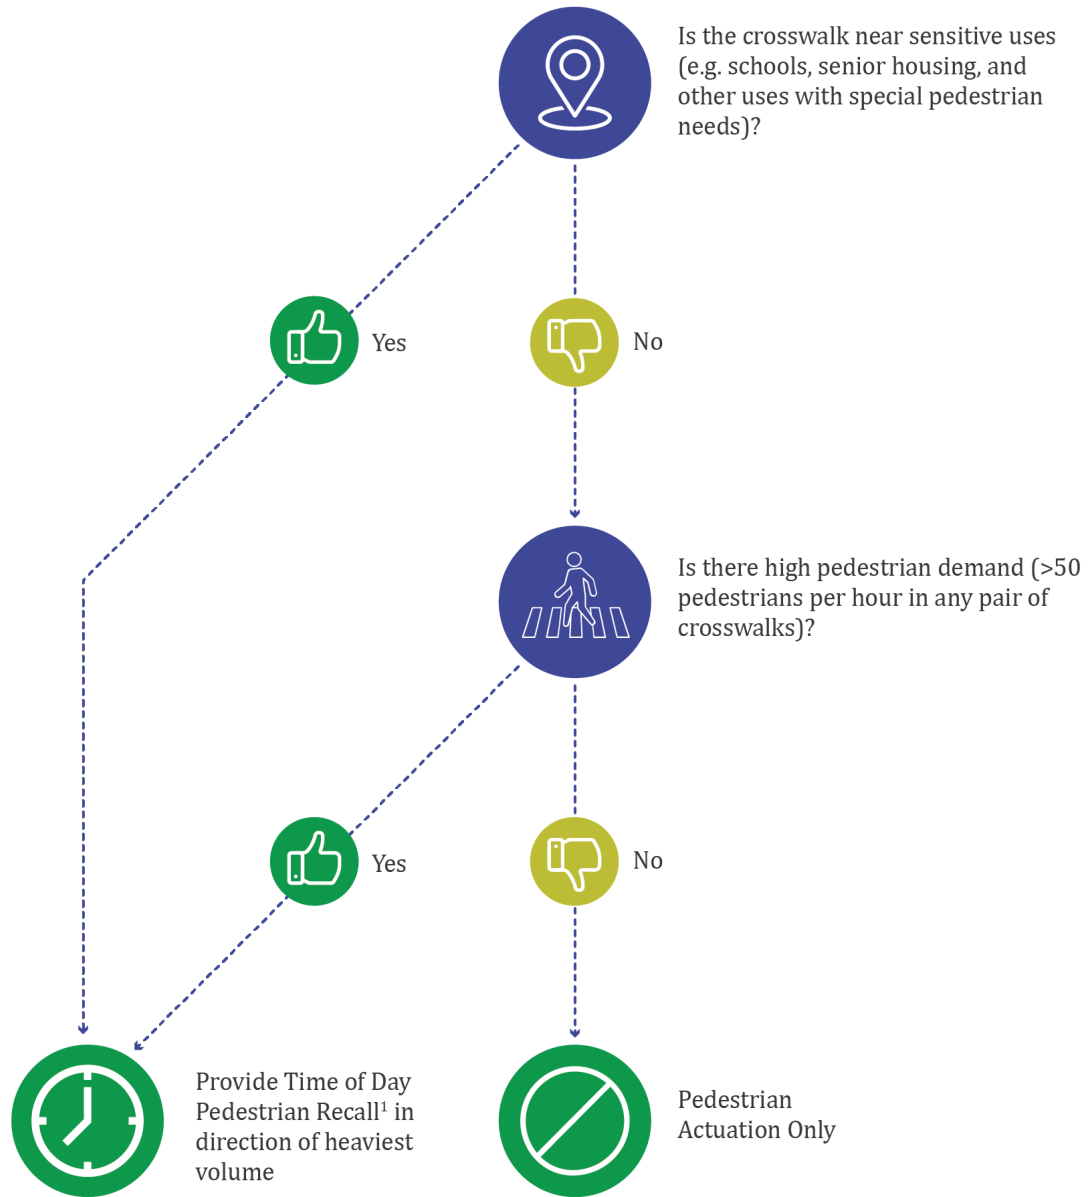 Is the crosswalk near sensitive uses
(e.g. schools, senior housing, and
other uses with special pedestrian
needs)?
Yes
No
Is there high pedestrian demand (>50
pedestrians per hour in any pair of
crosswalks)?
Yes
No
Provide Time of Day
Pedestrian Recall¹ in
direction of heaviest
volume
Pedestrian
Actuation Only